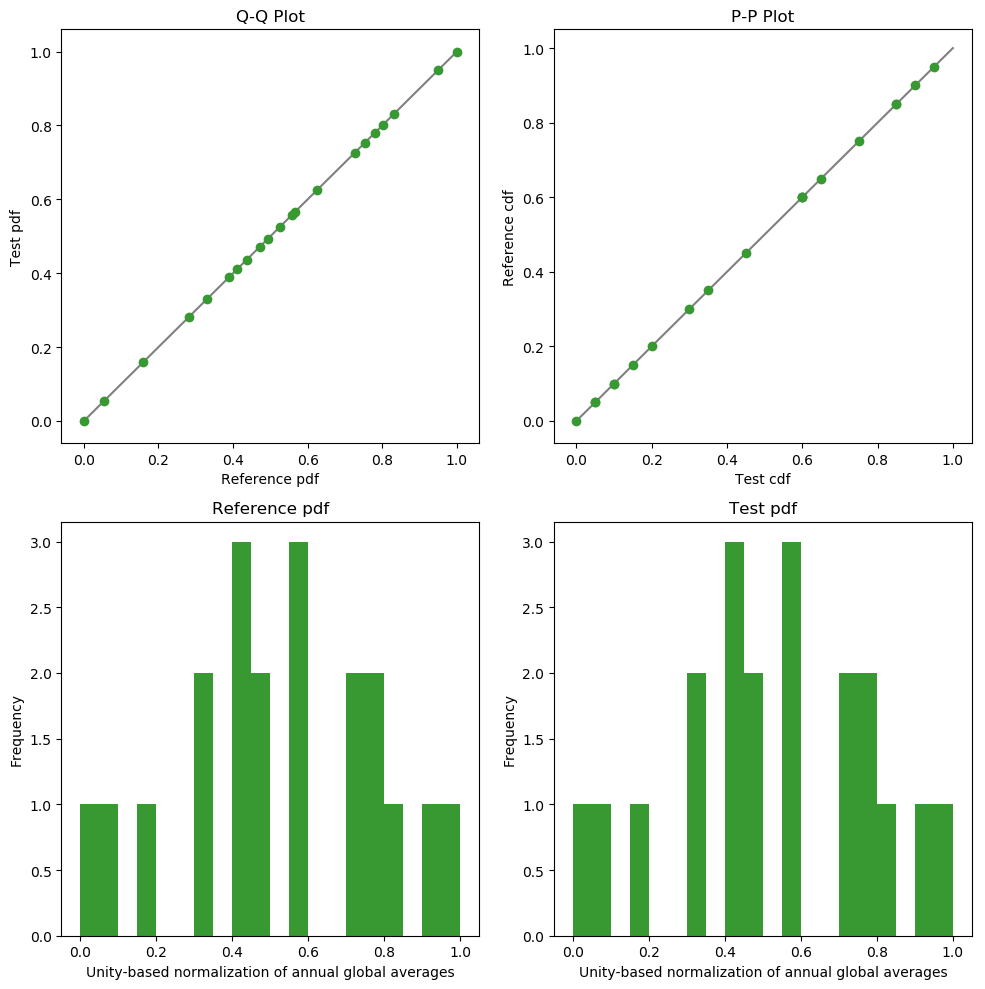 Q-Q Plot
1.0
0.8
0.6
0.4
0.2
0.0
Test pdf
0.0 0.2 0.4 0.6 0.8 1.0
Reference pdf
P-P Plot
1.0
0.8
0.6
0.4
0.2
0.0
Reference cdf
0.0 0.2 0.4 0.6 0.8 1.0
Test cdf
Reference pdf
3.0
2.5
2.0
1.5
1.0
0.5
0.0
Frequency
0.0 0.2 0.4 0.6 0.8 1.0
Unity-based normalization of annual global averages
Test pdf
3.0
2.5
2.0
1.5
1.0
0.5
0.0
Frequency
0.0 0.2 0.4 0.6 0.8 1.0
Unity-based normalization of annual global averages